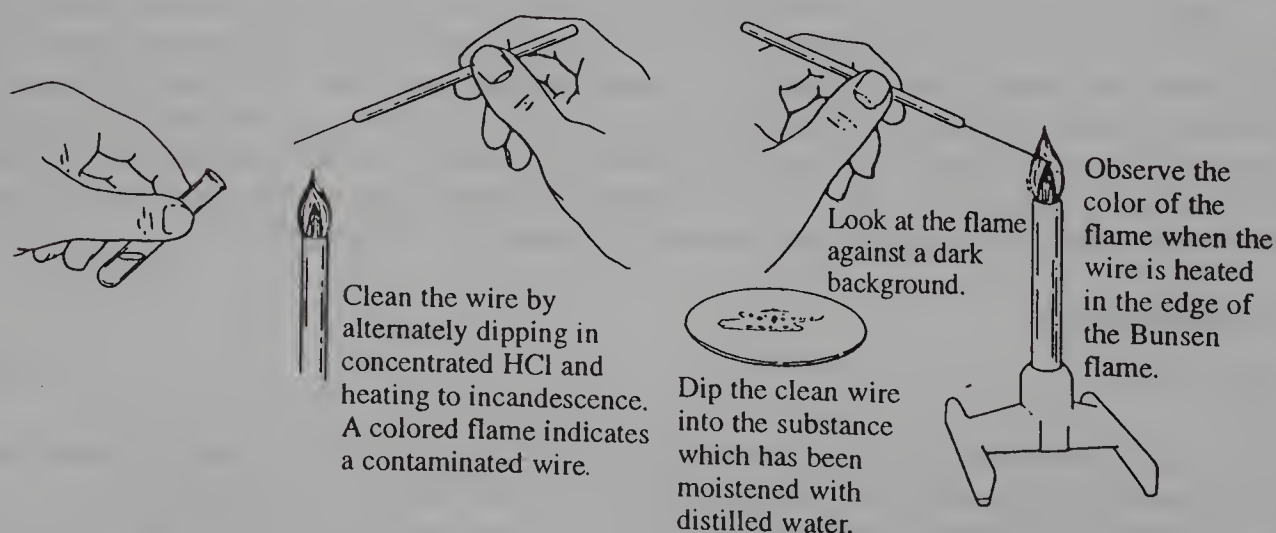 Clean the wire by
alternately dipping in
concentrated HCl and
heating to incandescence.
A colored flame indicates
a contaminated wire.
Look at the flame
against a dark
background.
Dip the clean wire
into the substance
which has been
moistened with
distilled water.
Observe the
color of the
flame when the
wire is heated
in the edge of
the Bunsen
flame.